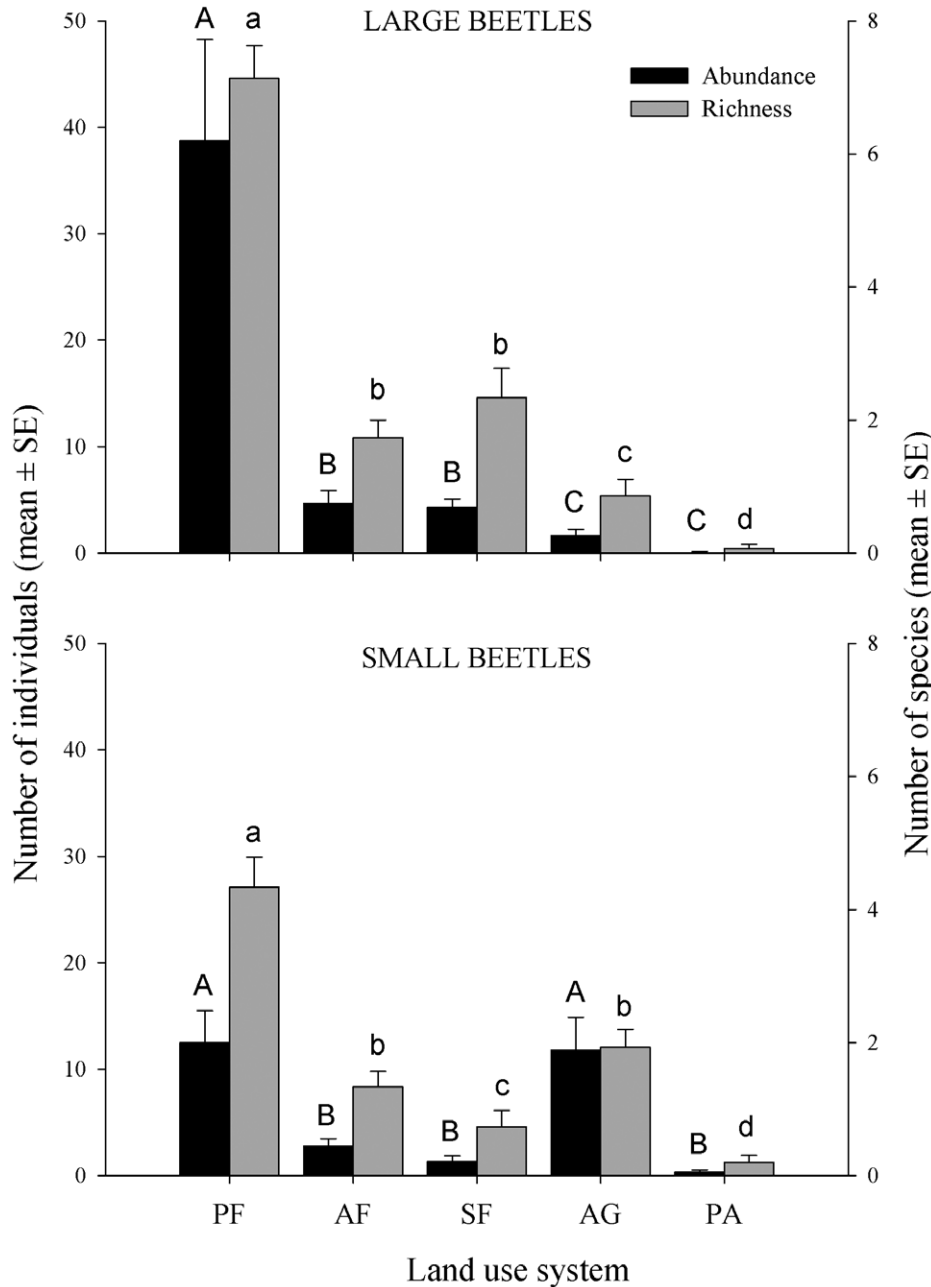 LARGE BEETLES
Abundance
Richness
50
40
30
20
10
0
8
6
4
2
0
A a
B b
B b
C c
C d
SMALL BEETLES
50
40
30
20
10
0
8
6
4
2
0
A a
B b
B c
A b
B d
PF AF SF AG PA
Land use system
Number of individuals (mean ± SE)
Number of species (mean ± SE)